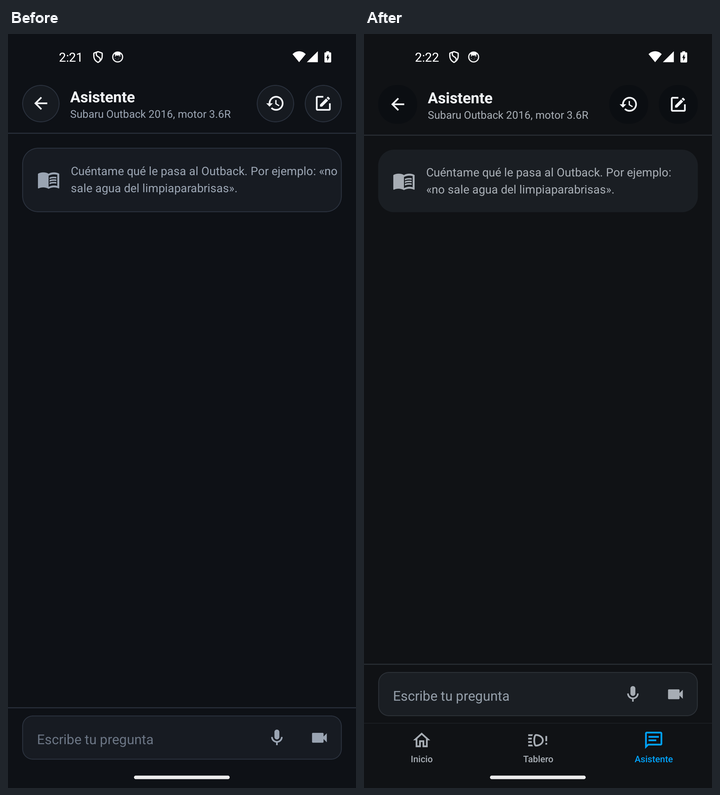 Before
2:21
Asistente
Subaru Outback 2016, motor 3.6R
Cuéntame qué le pasa al Outback. Por ejemplo: «no
sale agua del limpiaparabrisas».
Escribe tu pregunta
After
2:22
Asistente
Subaru Outback 2016, motor 3.6R
Cuéntame qué le pasa al Outback. Por ejemplo:
«no sale agua del limpiaparabrisas».
Escribe tu pregunta
Inicio
Tablero
Asistente